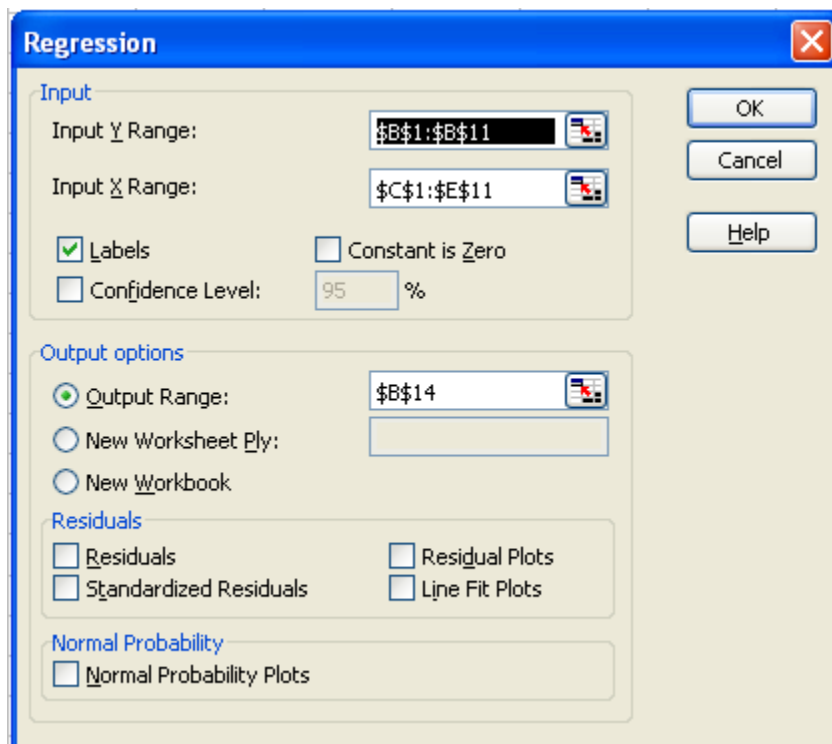 Regression
Input
Input Y Range: $B$1:$B$11
Input X Range: $C$1:$E$11
Labels Constant is Zero
Confidence Level: 95 %
OK
Cancel
Help
Output options
Output Range: $B$14
New Worksheet Ply:
New Workbook
Residuals
Residuals Residual Plots
Standardized Residuals Line Fit Plots
Normal Probability
Normal Probability Plots